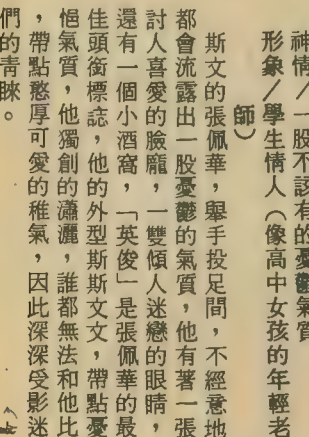 神情／一股不該有的憂鬱氣質
形象／學生情人（像高中女孩的年輕老
師）
斯文的張佩華，舉手投足間，不經意地
都會流露出一股憂鬱的氣質，他有著一張
討人喜愛的臉龐，一雙傾人迷戀的眼睛，
還有一個小酒窩，「英俊」是張佩華的最
佳頭銜標誌，他的外型斯斯文文，帶點憂
悒氣質，他獨創的瀟灑，誰都無法和他比
，帶點憨厚可愛的稚氣，因此深深受影迷
們的青睞。